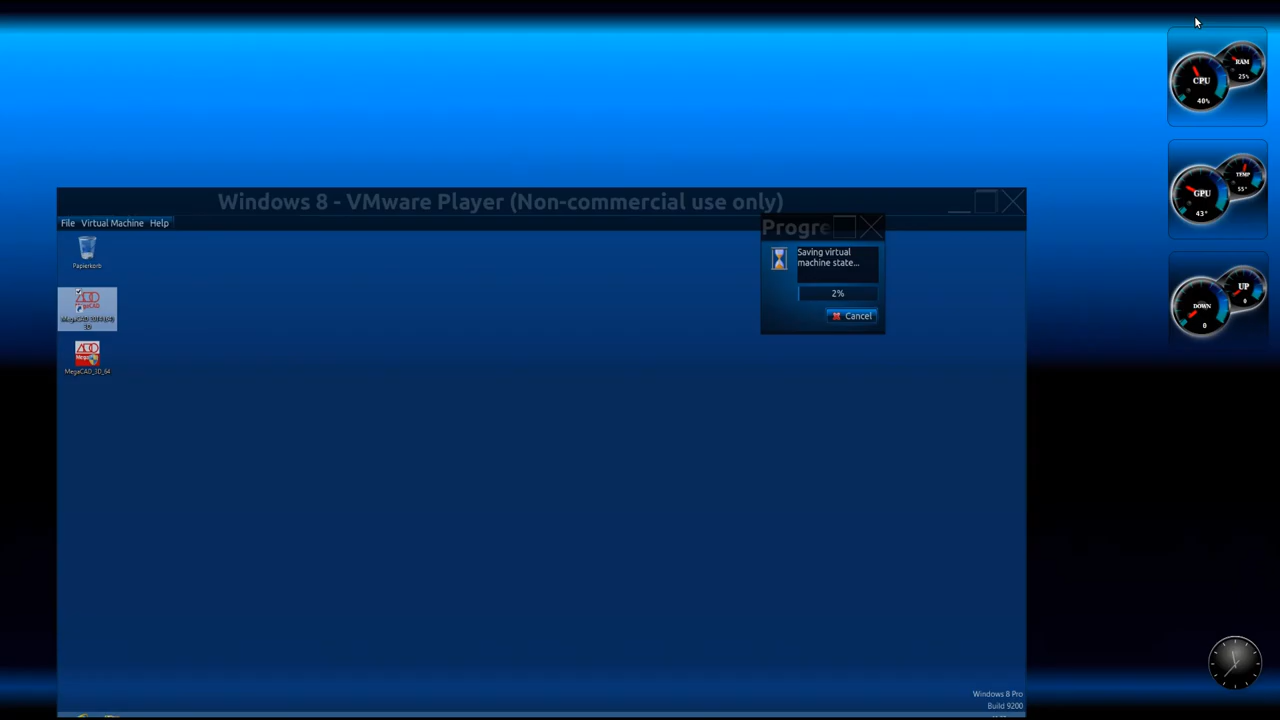 CPU
40%
RAM
25%
GPU
43°
TEMP
55°
Windows 8 - VMware Player (Non-commercial use only)
File Virtual Machine Help
Progre
Saving virtual
machine state...
2%
Cancel
DOWN
0
UP
0
Papierkorb
3D
MegaCAD_3D_64
Windows 8 Pro
Build 9200